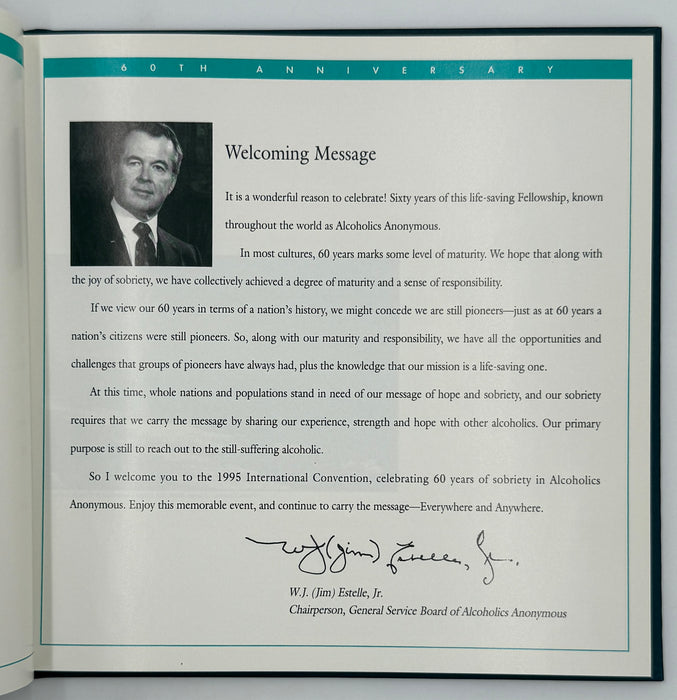 60TH ANNIVERSARY
Welcoming Message
It is a wonderful reason to celebrate! Sixty years of this life-saving Fellowship, known
throughout the world as Alcoholics Anonymous.
In most cultures, 60 years marks some level of maturity. We hope that along with
the joy of sobriety, we have collectively achieved a degree of maturity and a sense of responsibility.
If we view our 60 years in terms of a nation's history, we might concede we are still pioneers—just as at 60 years a
nation's citizens were still pioneers. So, along with our maturity and responsibility, we have all the opportunities and
challenges that groups of pioneers have always had, plus the knowledge that our mission is a life-saving one.
At this time, whole nations and populations stand in need of our message of hope and sobriety, and our sobriety
requires that we carry the message by sharing our experience, strength and hope with other alcoholics. Our primary
purpose is still to reach out to the still-suffering alcoholic.
So I welcome you to the 1995 International Convention, celebrating 60 years of sobriety in Alcoholics
Anonymous. Enjoy this memorable event, and continue to carry the message—Everywhere and Anywhere.
WJ (Jim) Estelle, Jr.
W.J. (Jim) Estelle, Jr.
Chairperson, General Service Board of Alcoholics Anonymous